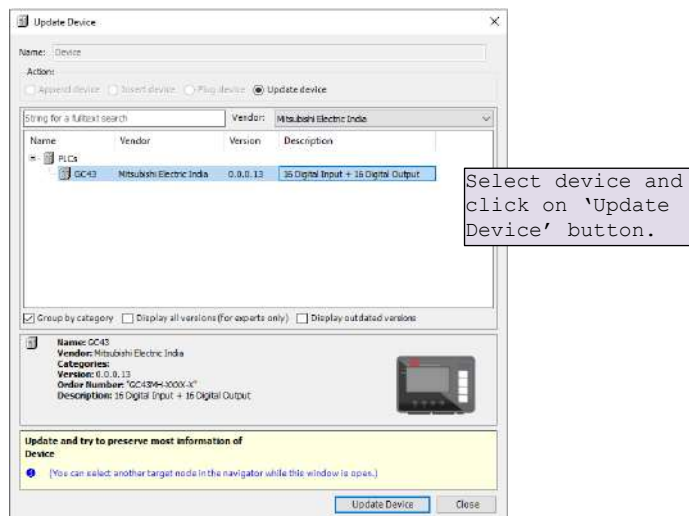 Update Device
Name: Device
Action:
Append device Insert device Plug device Update device
String for a fulltext search Vendor: Mitsubishi Electric India
Name Vendor Version Description
PLCs
GC43 Mitsubishi Electric India 0.0.0.13 16 Digital Input + 16 Digital Output
Select device and
click on ‘Update
Device’ button.
Group by category Display all versions (for experts only) Display outdated versions
Name: GC43
Vendor: Mitsubishi Electric India
Categories:
Version: 0.0.0.13
Order Number: "GC43MH-XXXX-X"
Description: 16 Digital Input + 16 Digital Output
Update and try to preserve most information of
Device
(You can select another target node in the navigator while this window is open.)
Update Device Close